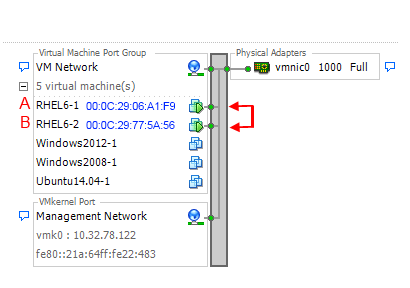 Virtual Machine Port Group
Physical Adapters
VM Network
vmnic0 1000 Full
5 virtual machine(s)
A RHEL6-1 00:0C:29:06:A1:F9
B RHEL6-2 00:0C:29:77:5A:56
Windows2012-1
Windows2008-1
Ubuntu14.04-1
VMkernel Port
Management Network
vmk0 : 10.32.78.122
fe80::21a:64ff:fe22:483